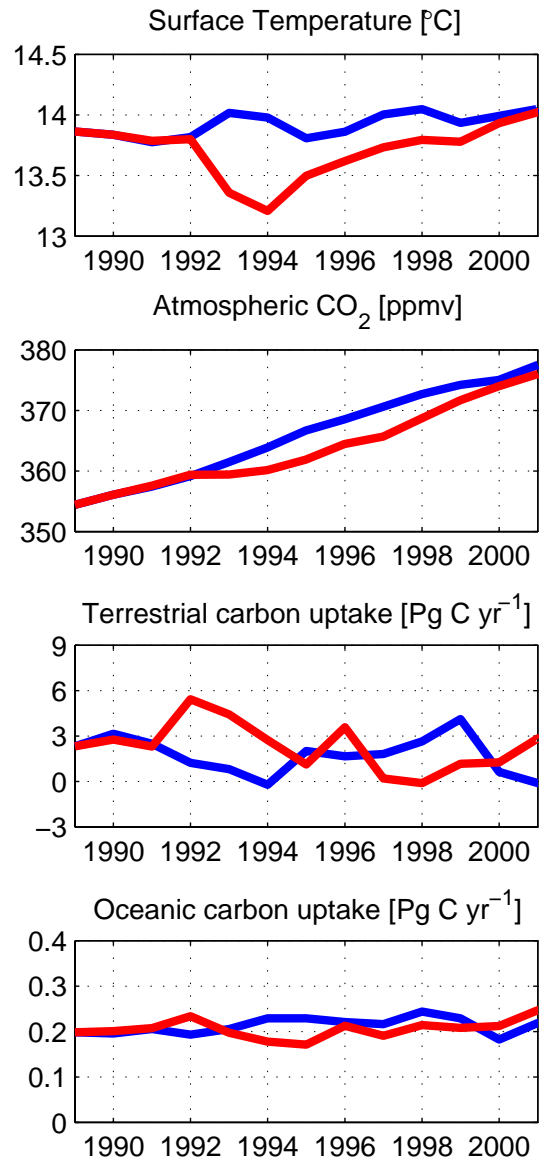 Surface Temperature [°C]
14.5
14
13.5
13
1990 1992 1994 1996 1998 2000
Atmospheric CO₂ [ppmv]
380
370
360
350
1990 1992 1994 1996 1998 2000
Terrestrial carbon uptake [Pg C yr⁻¹]
9
6
3
0
−3
1990 1992 1994 1996 1998 2000
Oceanic carbon uptake [Pg C yr⁻¹]
0.4
0.3
0.2
0.1
0
1990 1992 1994 1996 1998 2000